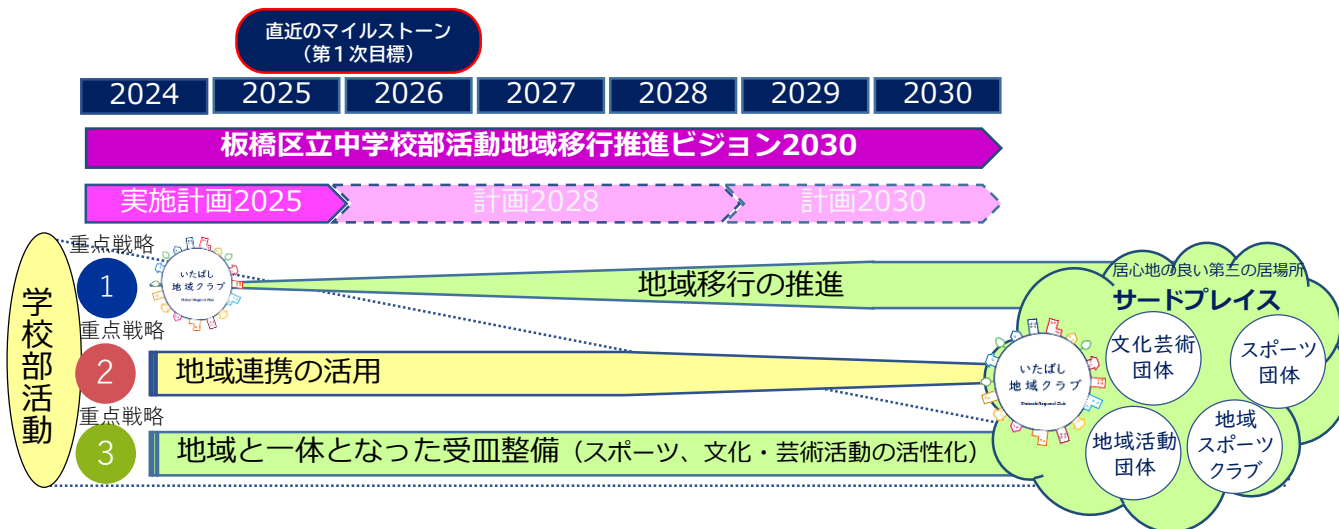 直近のマイルストーン
（第１次目標）
2024 2025 2026 2027 2028 2029 2030
板橋区立中学校部活動地域移行推進ビジョン2030
実施計画2025 計画2028 計画2030
学校部活動
重点戦略
1
いたばし
地域クラブ
地域移行の推進
重点戦略
2
地域連携の活用
重点戦略
3
地域と一体となった受皿整備（スポーツ、文化・芸術活動の活性化）
居心地の良い第三の居場所
サードプレイス
いたばし
地域クラブ
文化芸術
団体
スポーツ
団体
地域活動
団体
地域
スポーツ
クラブ